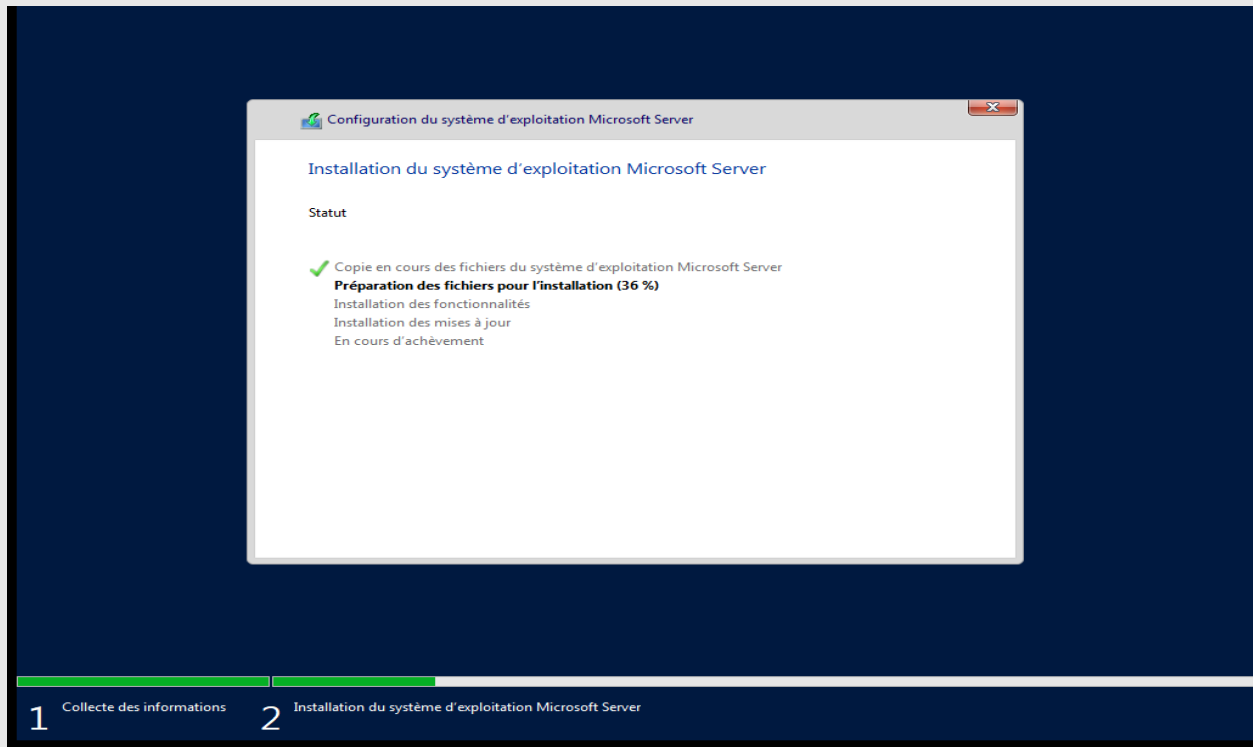 Configuration du système d'exploitation Microsoft Server
Installation du système d'exploitation Microsoft Server
Statut
Copie en cours des fichiers du système d'exploitation Microsoft Server
Préparation des fichiers pour l'installation (36 %)
Installation des fonctionnalités
Installation des mises à jour
En cours d'achèvement
1 Collecte des informations 2 Installation du système d'exploitation Microsoft Server